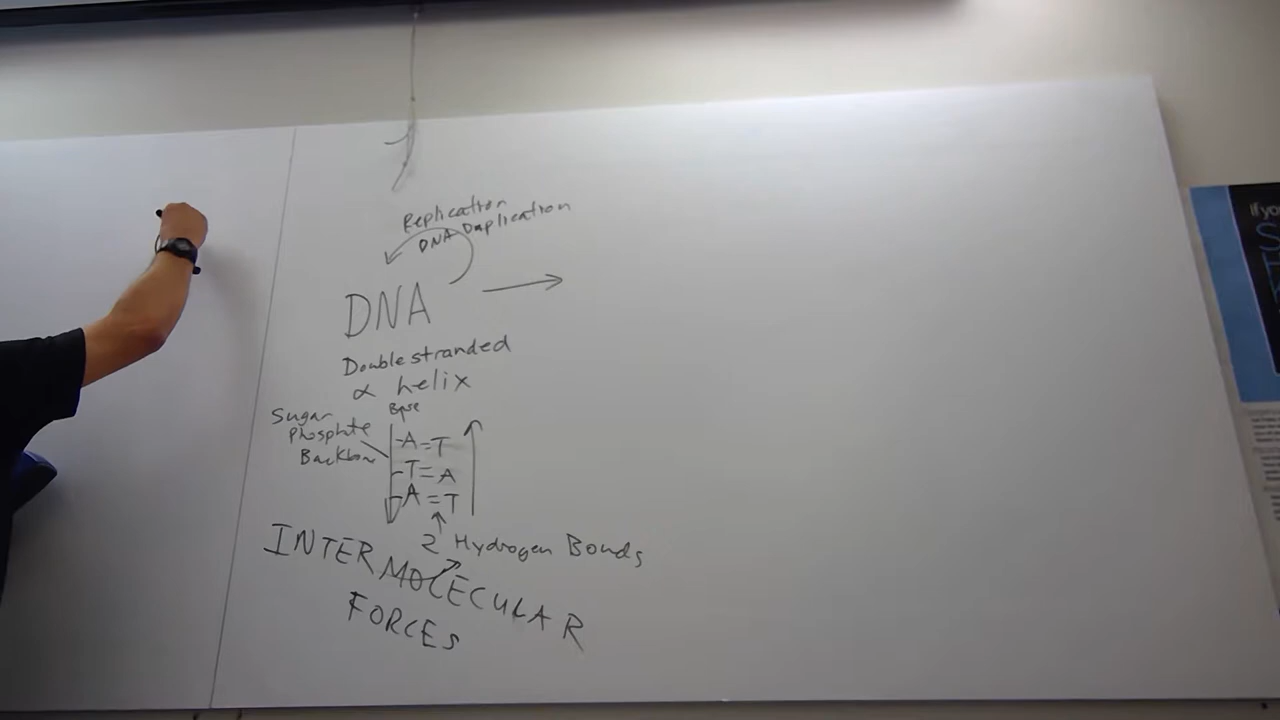 Replication
DNA Duplication
DNA
Double stranded
α helix
Base
Sugar
Phosphate
Backbone
A=T
T=A
A=T
2 Hydrogen Bonds
INTERMOLECULAR
FORCES